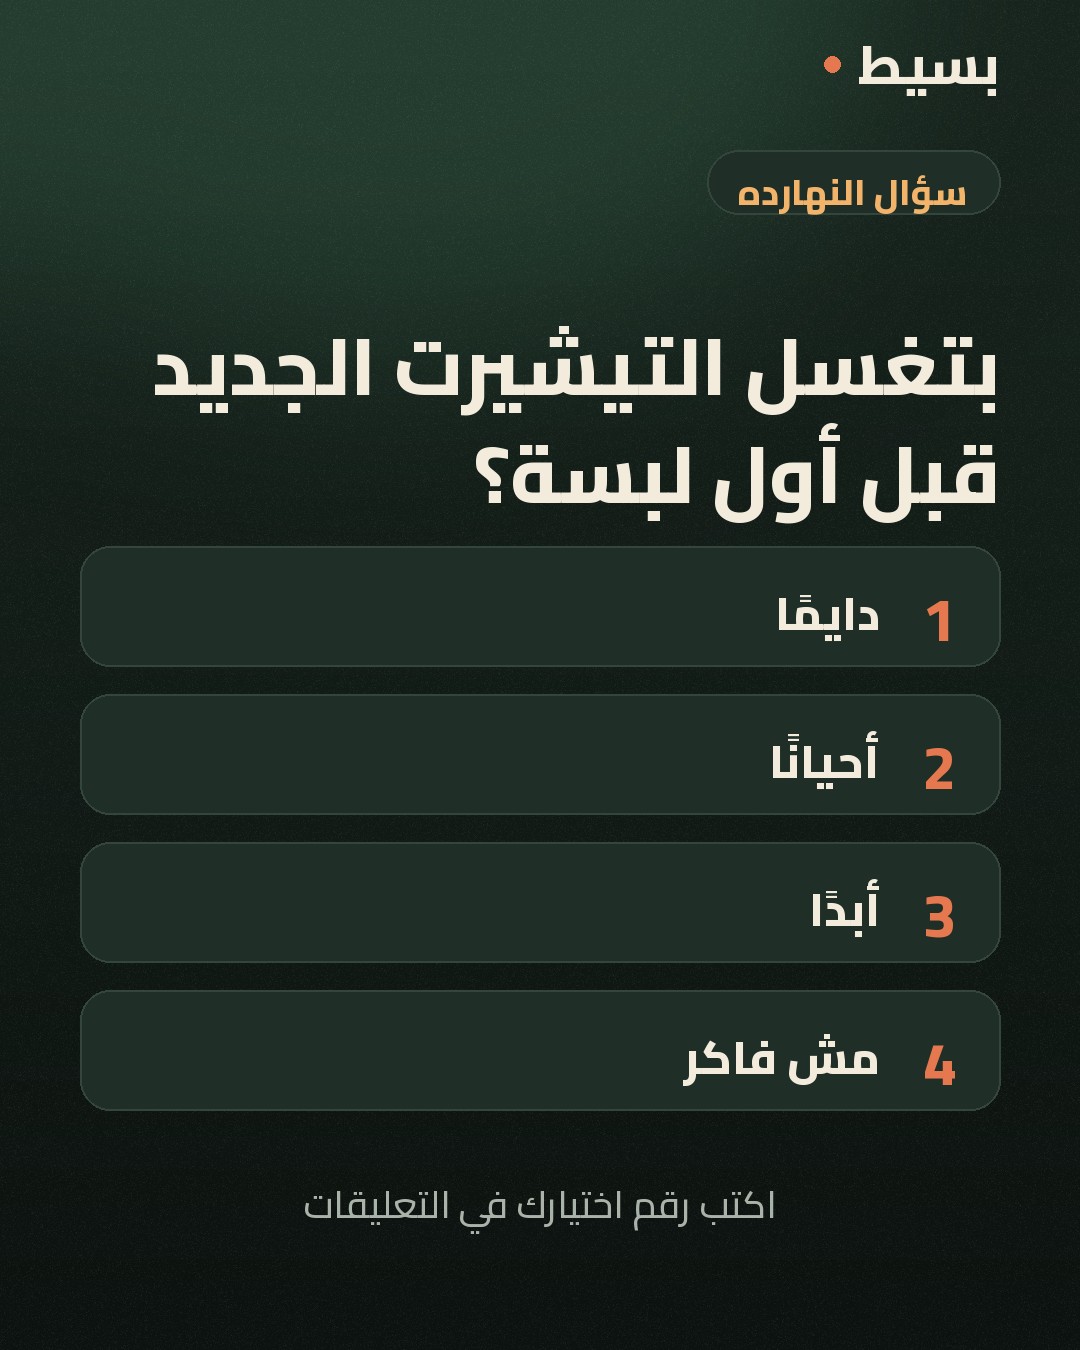 بسيط
سؤال النهارده
بتغسل التيشيرت الجديد
قبل أول لبسة؟
1 دايمًا
2 أحيانًا
3 أبدًا
4 مش فاكر
اكتب رقم اختيارك في التعليقات